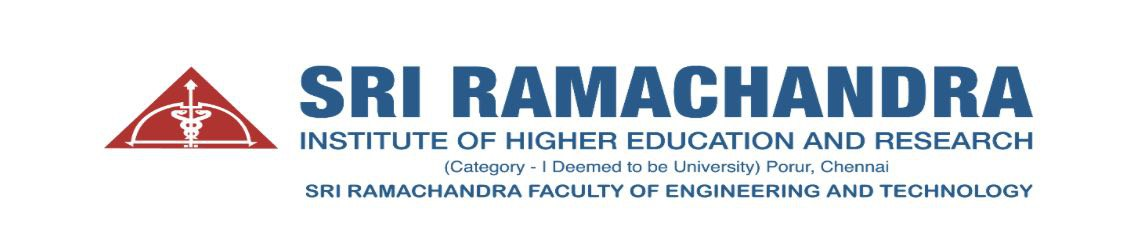 SRI RAMACHANDRA
INSTITUTE OF HIGHER EDUCATION AND RESEARCH
(Category - I Deemed to be University) Porur, Chennai
SRI RAMACHANDRA FACULTY OF ENGINEERING AND TECHNOLOGY